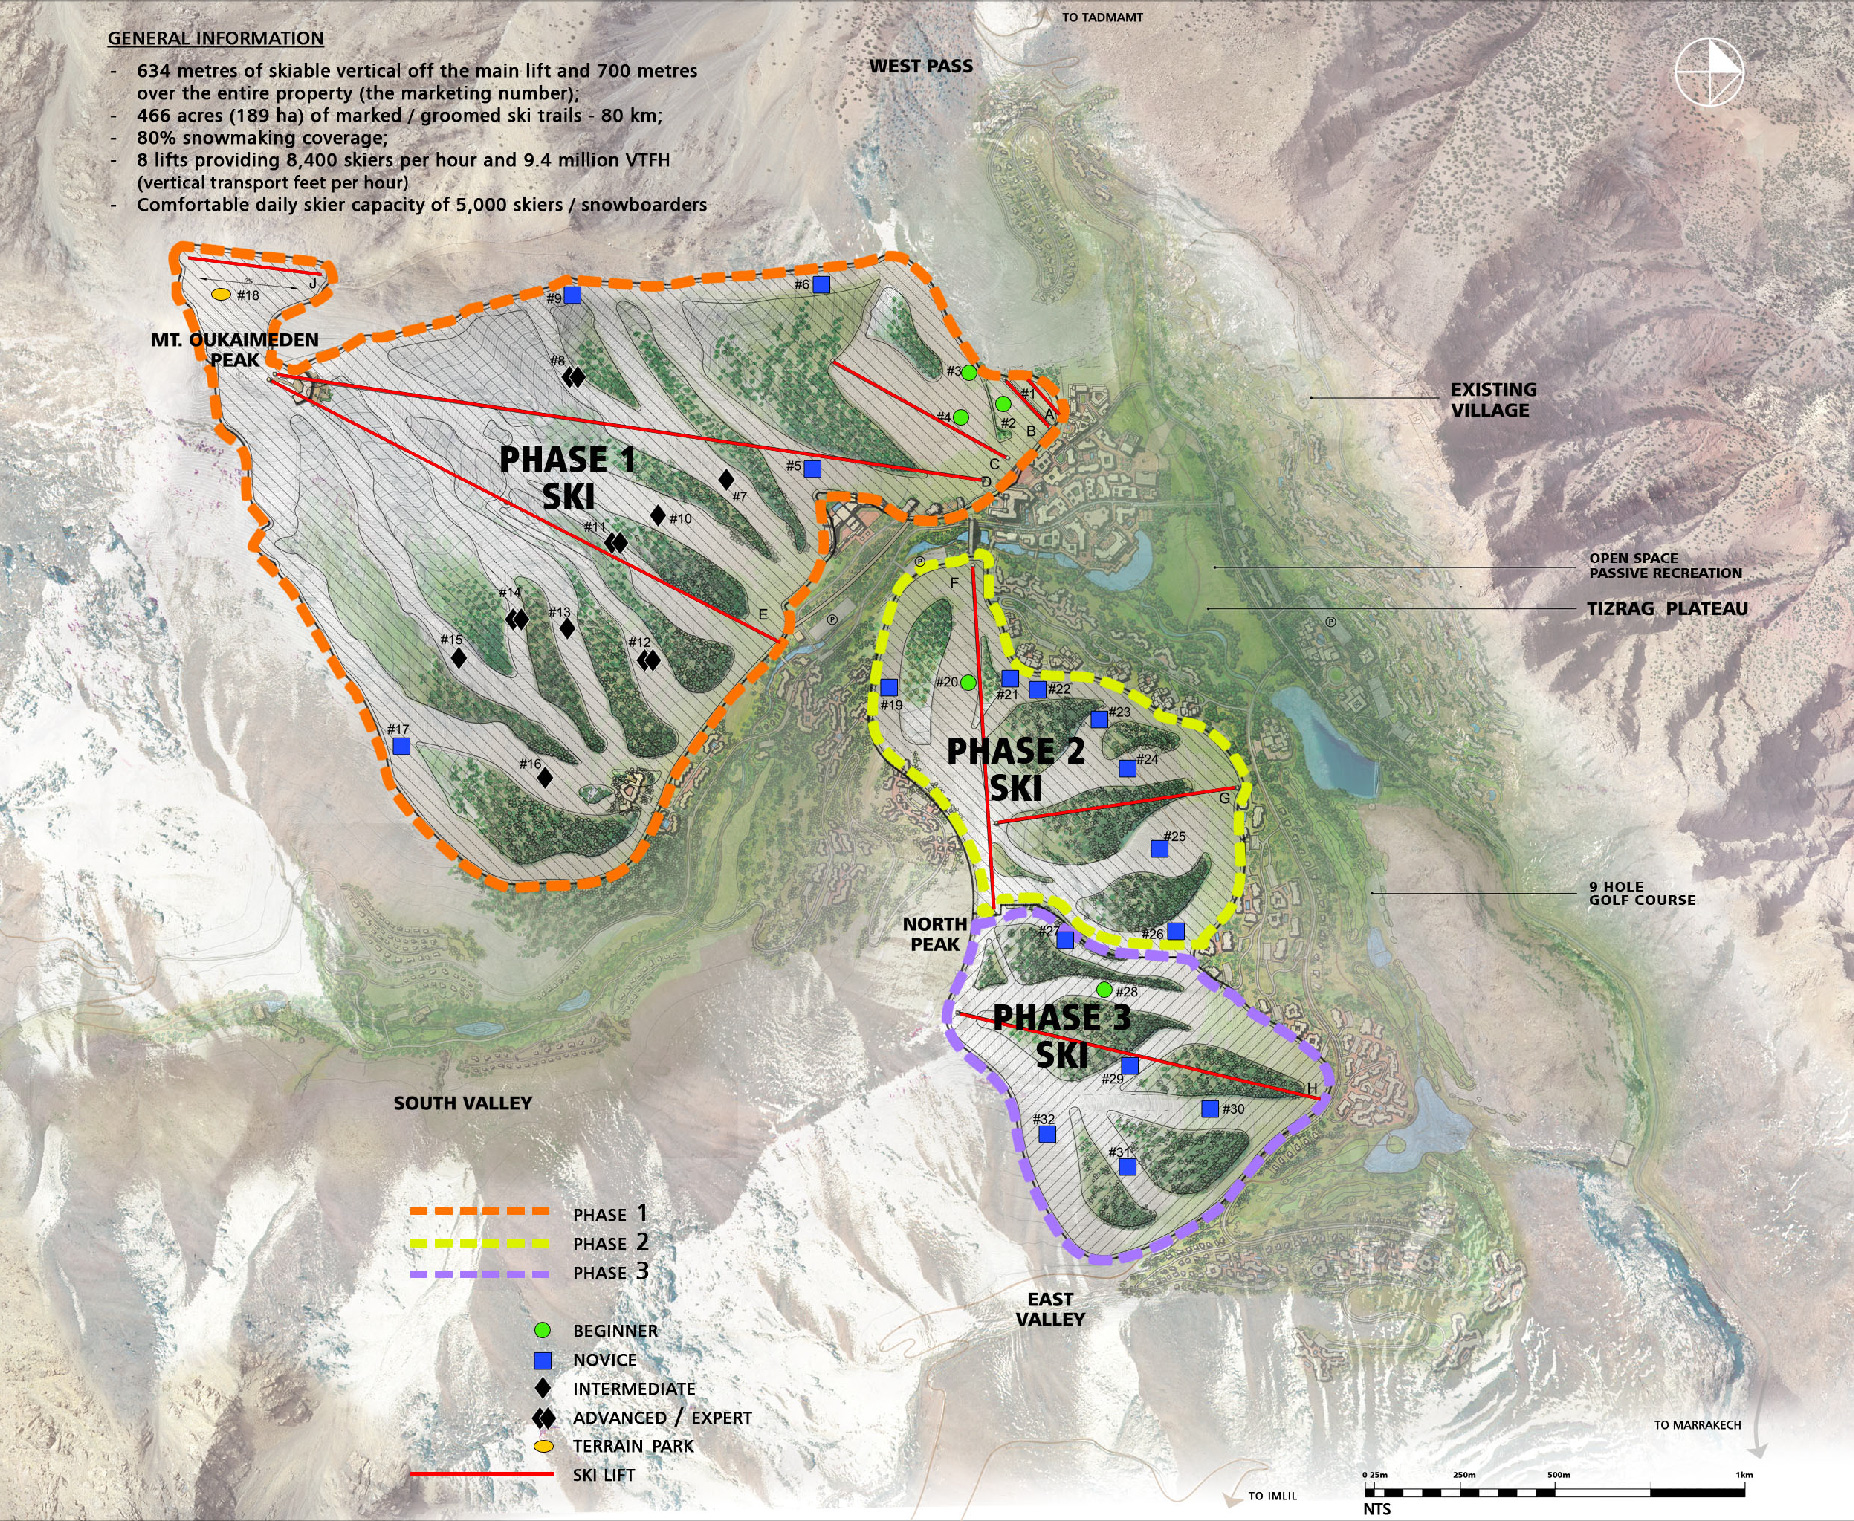 TO TADMAMT
GENERAL INFORMATION
- 634 metres of skiable vertical off the main lift and 700 metres
over the entire property (the marketing number);
- 466 acres (189 ha) of marked / groomed ski trails - 80 km;
- 80% snowmaking coverage;
- 8 lifts providing 8,400 skiers per hour and 9.4 million VTFH
(vertical transport feet per hour)
- Comfortable daily skier capacity of 5,000 skiers / snowboarders
WEST PASS
J
#18
#9
#6
MT. OUKAIMEDEN
PEAK
#8
#3
#1
A
#4
#2
B
EXISTING
VILLAGE
PHASE 1
SKI
#5
C
D
#7
#10
#11
OPEN SPACE
PASSIVE RECREATION
TIZRAG PLATEAU
P
F
E
P
P
#14
#13
#12
#15
#20
#19
#21
#22
#23
#17
#16
PHASE 2
SKI
#24
G
#25
9 HOLE
GOLF COURSE
NORTH
PEAK
#27
#26
#28
PHASE 3
SKI
#29
H
#30
#32
#31
SOUTH VALLEY
PHASE 1
PHASE 2
PHASE 3
EAST
VALLEY
BEGINNER
NOVICE
INTERMEDIATE
ADVANCED / EXPERT
TERRAIN PARK
SKI LIFT
TO MARRAKECH
TO IMLIL
0 25m 250m 500m 1km
NTS